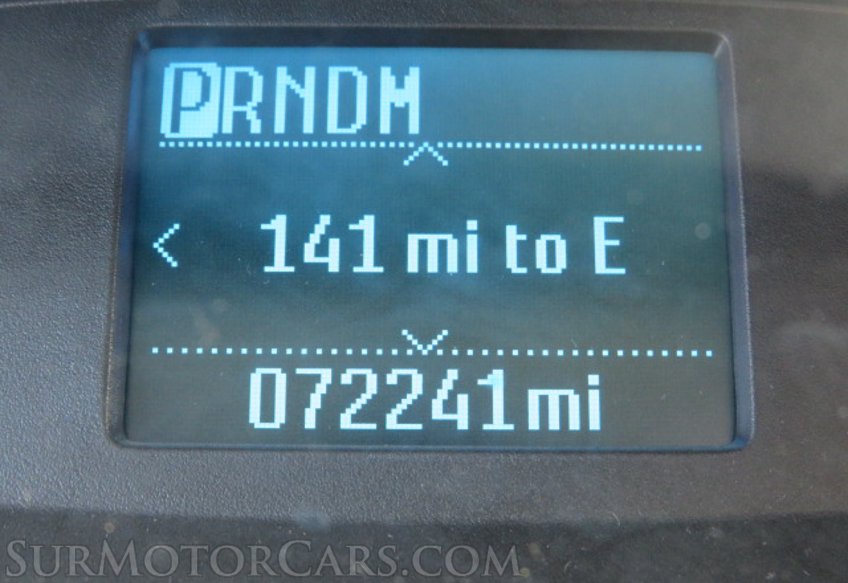 PRNDM
141 mi to E
072241mi
SurMotorCars.com